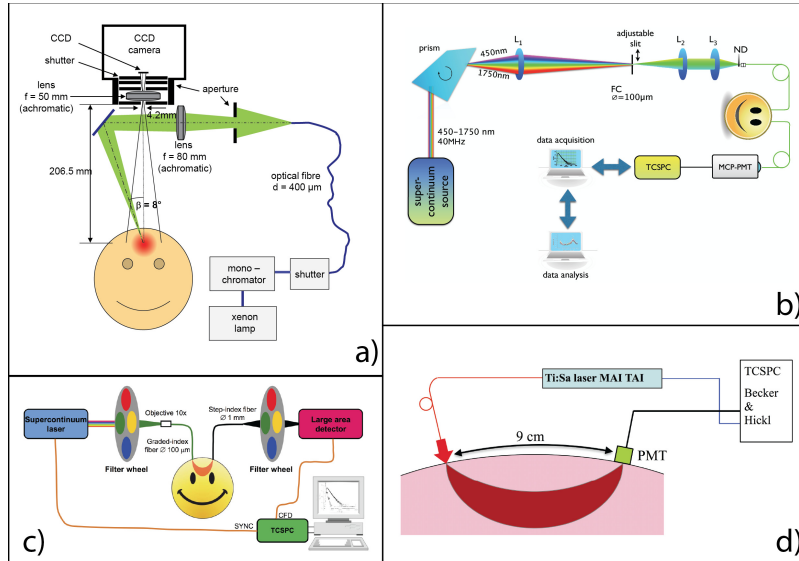 CCD
CCD
camera
shutter
lens
f = 50 mm
(achromatic)
aperture
4.2mm
lens
f = 80 mm
(achromatic)
206.5 mm
optical fibre
d = 400 µm
β = 8°
mono –
chromator
shutter
xenon
lamp
a)
prism
L1
450nm
1750nm
adjustable
slit
L2
L3
ND
FC
Ø=100µm
450–1750 nm
40MHz
super-
continuum
source
data acquisition
TCSPC
MCP-PMT
data analysis
b)
Supercontinuum
laser
Filter wheel
Objective 10x
Graded-index
fiber Ø 100 µm
Step-index fiber
Ø 1 mm
Filter wheel
Large area
detector
SYNC
CFD
TCSPC
c)
Ti:Sa laser MAI TAI
TCSPC
Becker
&
Hickl
9 cm
PMT
d)